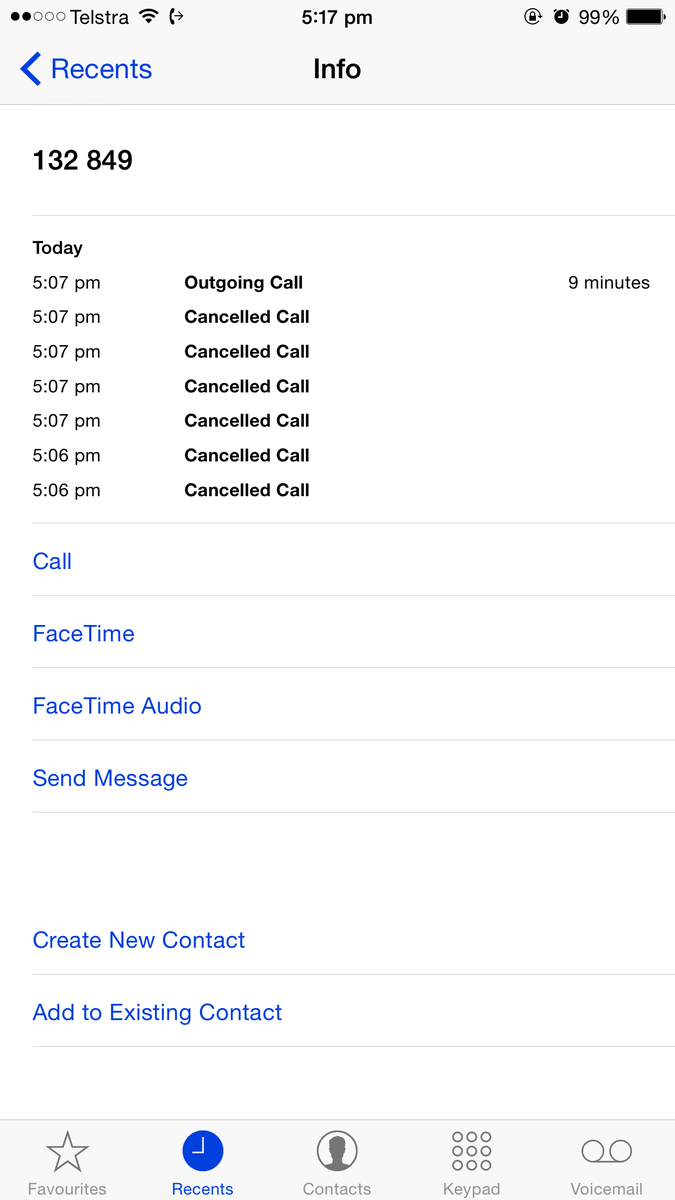 Telstra 5:17 pm 99%
Recents Info
132 849
Today
5:07 pm Outgoing Call 9 minutes
5:07 pm Cancelled Call
5:07 pm Cancelled Call
5:07 pm Cancelled Call
5:07 pm Cancelled Call
5:06 pm Cancelled Call
5:06 pm Cancelled Call
Call
FaceTime
FaceTime Audio
Send Message
Create New Contact
Add to Existing Contact
Favourites Recents Contacts Keypad Voicemail